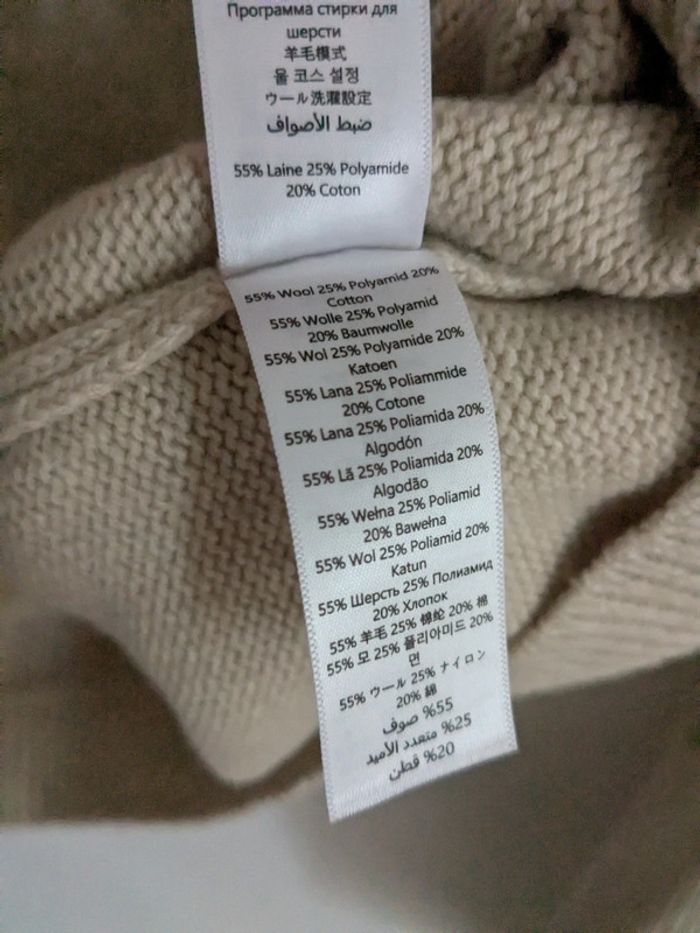 Программа стирки для
шерсти
羊毛模式
울 코스 설정
ウール洗濯設定
ضبط الأصواف
55% Laine 25% Polyamide
20% Coton
55% Wool 25% Polyamid 20%
Cotton
55% Wolle 25% Polyamid
20% Baumwolle
55% Wol 25% Polyamide 20%
Katoen
55% Lana 25% Poliammide
20% Cotone
55% Lana 25% Poliamida 20%
Algodón
55% Lã 25% Poliamida 20%
Algodão
55% Wełna 25% Poliamid
20% Bawełna
55% Wol 25% Poliamid 20%
Katun
55% Шерсть 25% Полиамид
20% Хлопок
55% 羊毛 25% 锦纶 20% 棉
55% 모 25% 폴리아미드 20%
면
55% ウール 25% ナイロン
20% 綿
55% صوف
25% متعدد الأميد
20% قطن